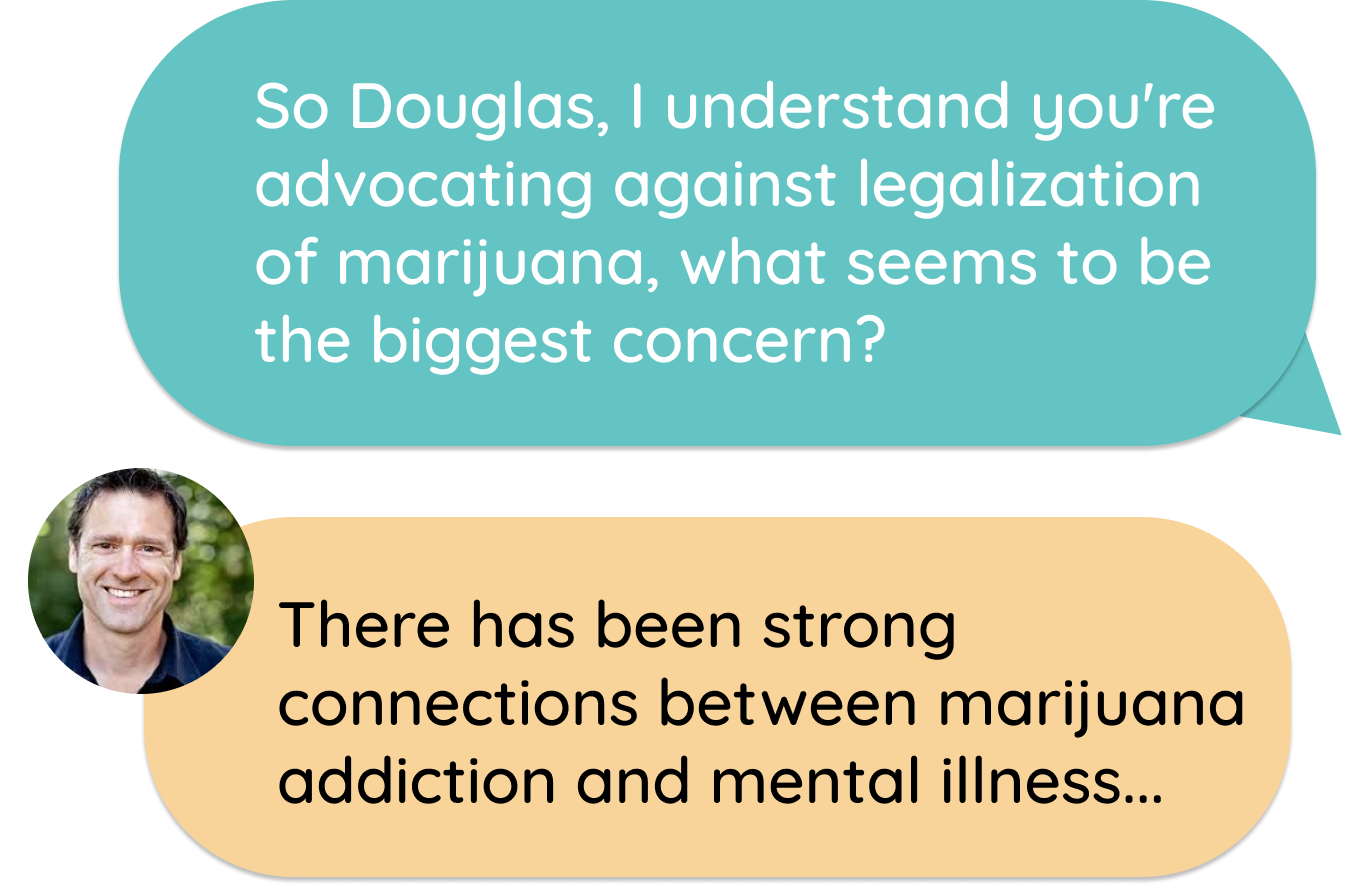 So Douglas, I understand you're
advocating against legalization
of marijuana, what seems to be
the biggest concern?
There has been strong
connections between marijuana
addiction and mental illness...